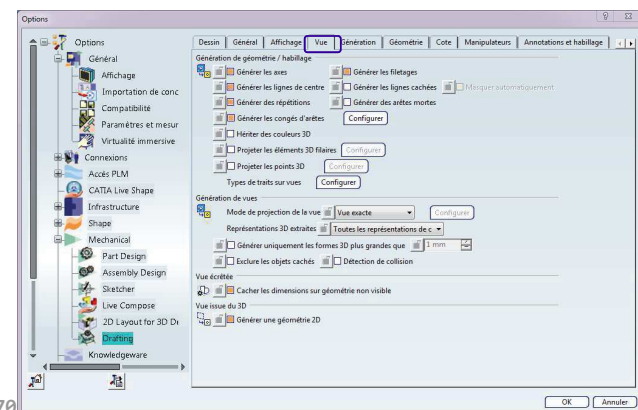 Options
Options
Général
Affichage
Importation de conc
Compatibilité
Paramètres et mesur
Virtualité immersive
Connexions
Accès PLM
CATIA Live Shape
Infrastructure
Shape
Mechanical
Part Design
Assembly Design
Sketcher
Live Compose
2D Layout for 3D De
Drafting
Knowledgeware
Dessin Général Affichage Vue Génération Géométrie Cote Manipulateurs Annotations et habillage
Génération de géométrie / habillage
Générer les axes Générer les filetages
Générer les lignes de centre Générer les lignes cachées Masquer automatiquement
Générer des répétitions Générer des arêtes mortes
Générer les congés d'arêtes Configurer
Hériter des couleurs 3D
Projeter les éléments 3D filaires Configurer
Projeter les points 3D Configurer
Types de traits sur vues Configurer
Génération de vues
Mode de projection de la vue Vue exacte Configurer
Représentations 3D extraites Toutes les représentations de c
Générer uniquement les formes 3D plus grandes que 1 mm
Exclure les objets cachés Détection de collision
Vue écrêtée
Cacher les dimensions sur géométrie non visible
Vue issue du 3D
Générer une géométrie 2D
OK Annuler
70